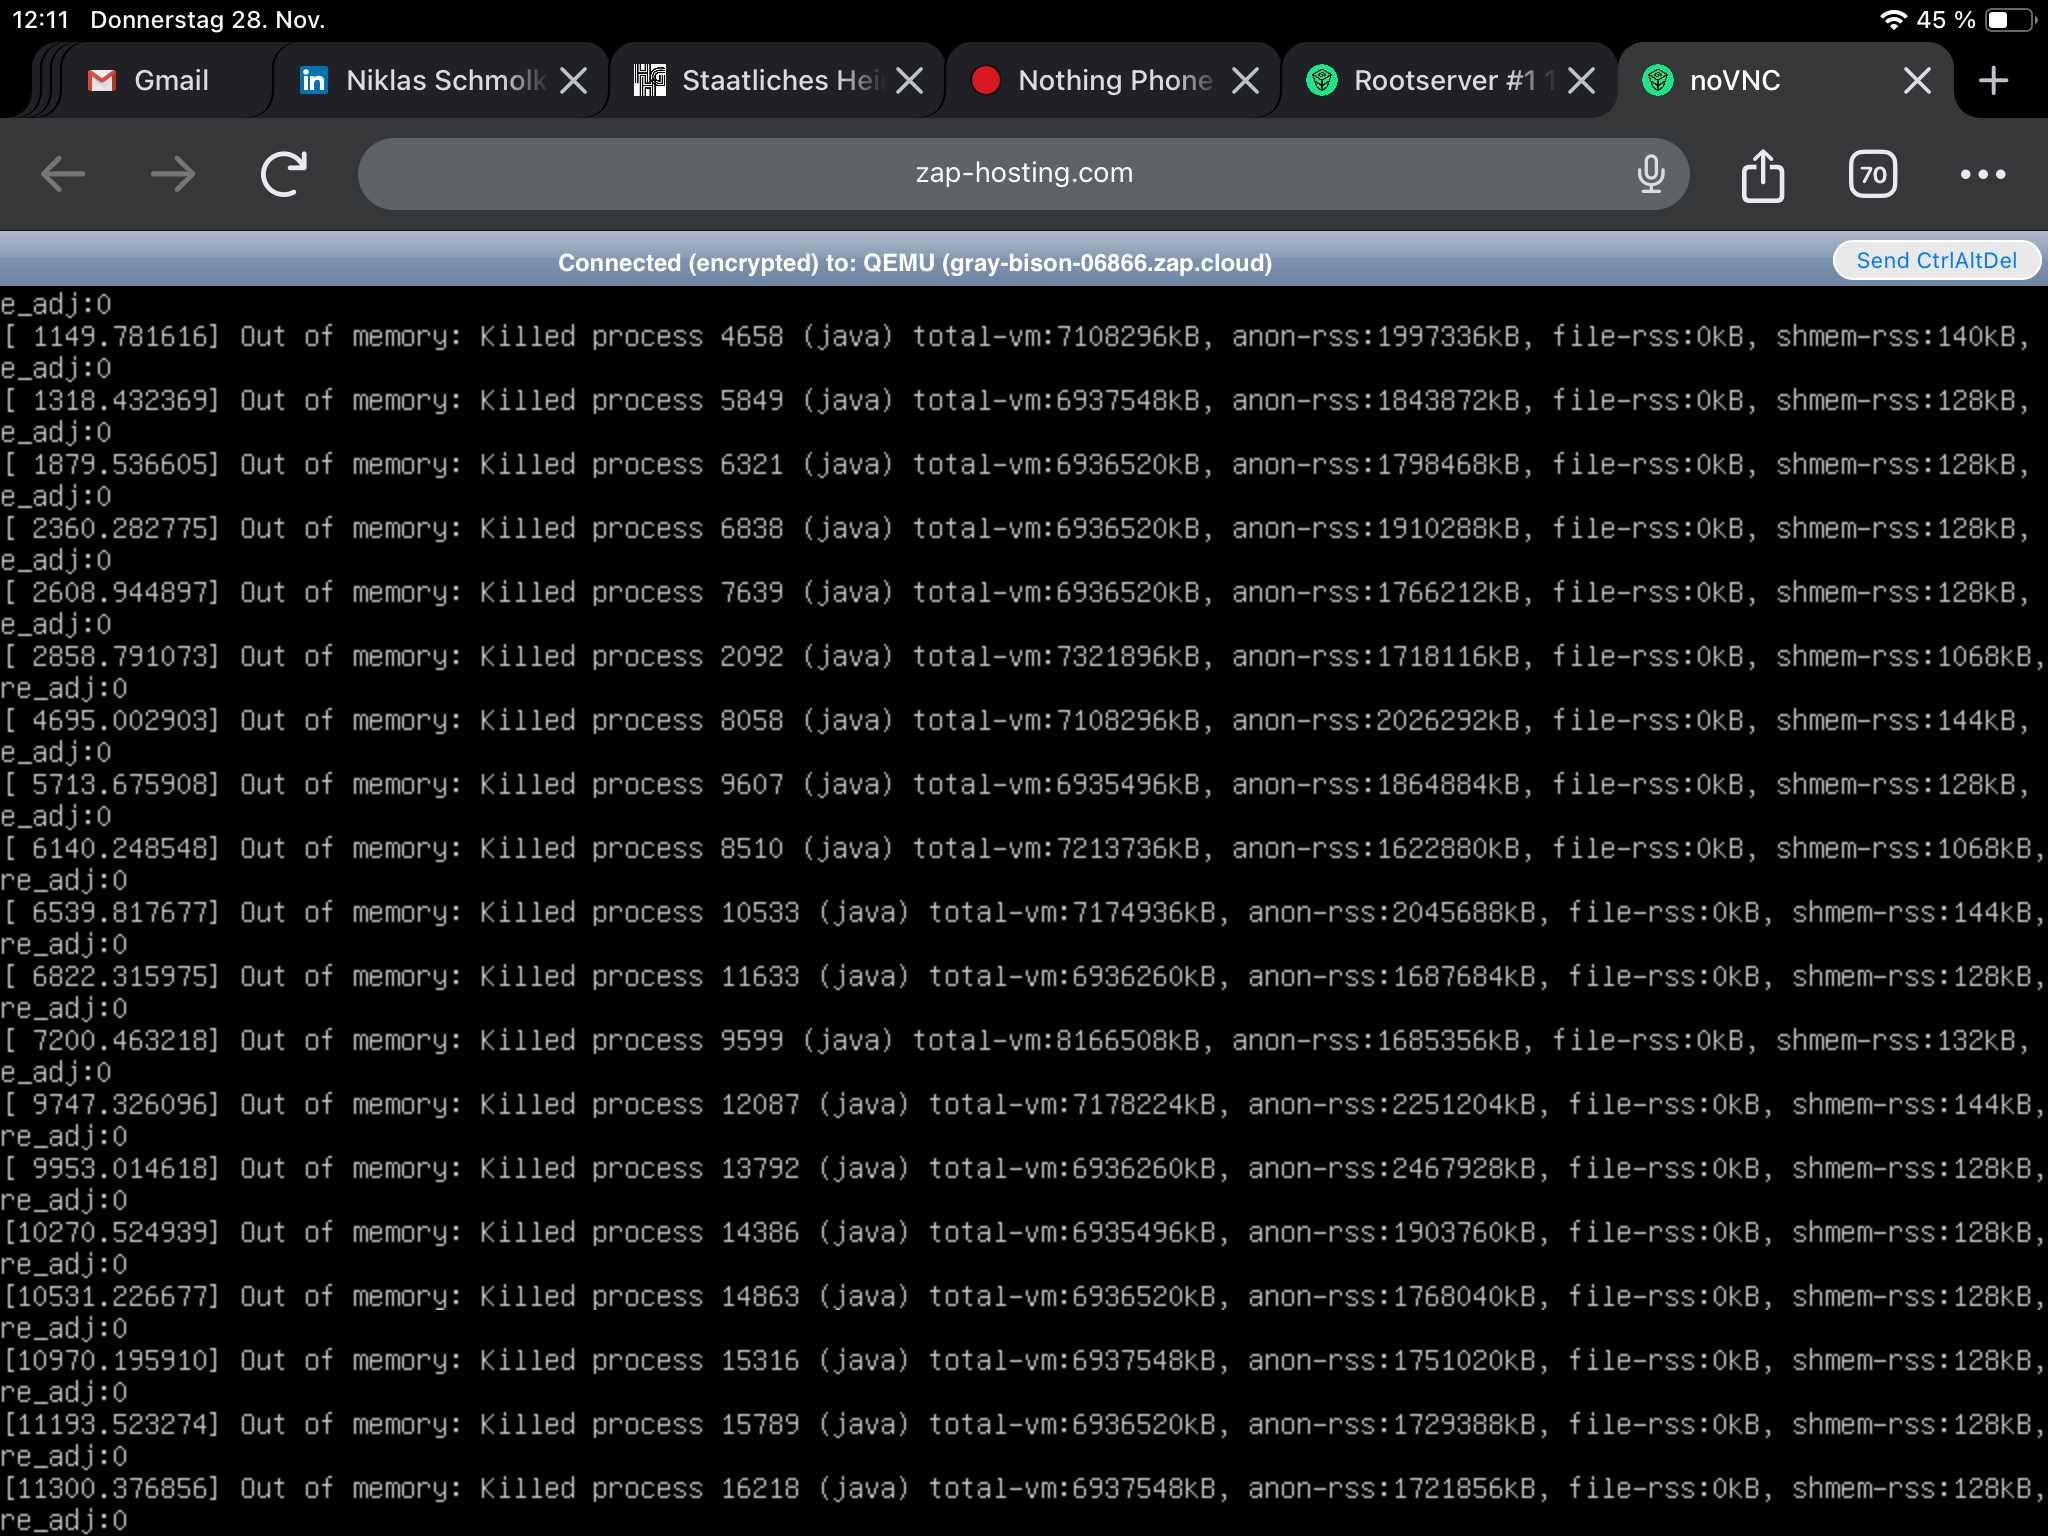 12:11 Donnerstag 28. Nov. 45 %
Gmail Niklas Schmolk Staatliches Hei Nothing Phone Rootserver #1 1 noVNC
zap-hosting.com 70
Connected (encrypted) to: QEMU (gray-bison-06866.zap.cloud) Send CtrlAltDel
e_adj:0
[ 1149.781616] Out of memory: Killed process 4658 (java) total-vm:7108296kB, anon-rss:1997336kB, file-rss:0kB, shmem-rss:140kB,
e_adj:0
[ 1318.432369] Out of memory: Killed process 5849 (java) total-vm:6937548kB, anon-rss:1843872kB, file-rss:0kB, shmem-rss:128kB,
e_adj:0
[ 1879.536605] Out of memory: Killed process 6321 (java) total-vm:6936520kB, anon-rss:1798468kB, file-rss:0kB, shmem-rss:128kB,
e_adj:0
[ 2360.282775] Out of memory: Killed process 6838 (java) total-vm:6936520kB, anon-rss:1910288kB, file-rss:0kB, shmem-rss:128kB,
e_adj:0
[ 2608.944897] Out of memory: Killed process 7639 (java) total-vm:6936520kB, anon-rss:1766212kB, file-rss:0kB, shmem-rss:128kB,
e_adj:0
[ 2858.791073] Out of memory: Killed process 2092 (java) total-vm:7321896kB, anon-rss:1718116kB, file-rss:0kB, shmem-rss:1068kB,
re_adj:0
[ 4695.002903] Out of memory: Killed process 8058 (java) total-vm:7108296kB, anon-rss:2026292kB, file-rss:0kB, shmem-rss:144kB,
e_adj:0
[ 5713.675908] Out of memory: Killed process 9607 (java) total-vm:6935496kB, anon-rss:1864884kB, file-rss:0kB, shmem-rss:128kB,
e_adj:0
[ 6140.248548] Out of memory: Killed process 8510 (java) total-vm:7213736kB, anon-rss:1622880kB, file-rss:0kB, shmem-rss:1068kB,
re_adj:0
[ 6539.817677] Out of memory: Killed process 10533 (java) total-vm:7174936kB, anon-rss:2045688kB, file-rss:0kB, shmem-rss:144kB,
re_adj:0
[ 6822.315975] Out of memory: Killed process 11633 (java) total-vm:6936260kB, anon-rss:1687684kB, file-rss:0kB, shmem-rss:128kB,
re_adj:0
[ 7200.463218] Out of memory: Killed process 9599 (java) total-vm:8166508kB, anon-rss:1685356kB, file-rss:0kB, shmem-rss:132kB,
e_adj:0
[ 9747.326096] Out of memory: Killed process 12087 (java) total-vm:7178224kB, anon-rss:2251204kB, file-rss:0kB, shmem-rss:144kB,
re_adj:0
[ 9953.014618] Out of memory: Killed process 13792 (java) total-vm:6936260kB, anon-rss:2467928kB, file-rss:0kB, shmem-rss:128kB,
re_adj:0
[10270.524939] Out of memory: Killed process 14386 (java) total-vm:6935496kB, anon-rss:1903760kB, file-rss:0kB, shmem-rss:128kB,
re_adj:0
[10531.226677] Out of memory: Killed process 14863 (java) total-vm:6936520kB, anon-rss:1768040kB, file-rss:0kB, shmem-rss:128kB,
re_adj:0
[10970.195910] Out of memory: Killed process 15316 (java) total-vm:6937548kB, anon-rss:1751020kB, file-rss:0kB, shmem-rss:128kB,
re_adj:0
[11193.523274] Out of memory: Killed process 15789 (java) total-vm:6936520kB, anon-rss:1729388kB, file-rss:0kB, shmem-rss:128kB,
re_adj:0
[11300.376856] Out of memory: Killed process 16218 (java) total-vm:6937548kB, anon-rss:1721856kB, file-rss:0kB, shmem-rss:128kB,
re_adj:0